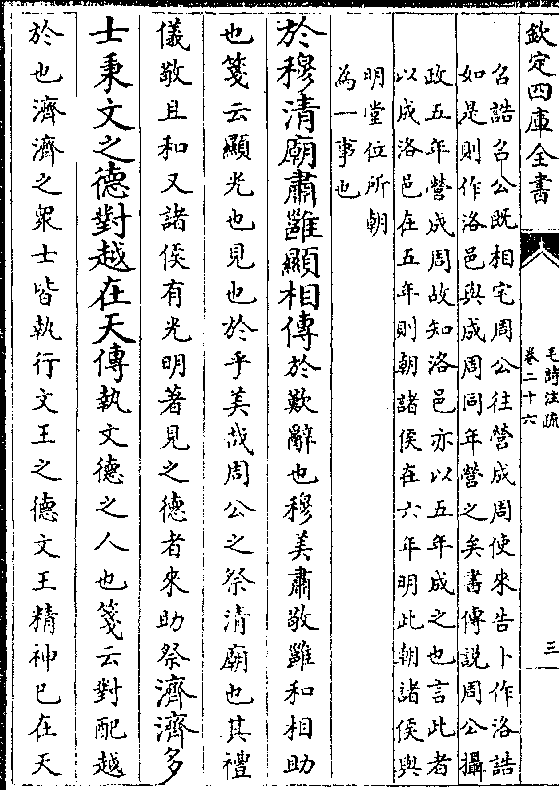 欽定四庫全書
毛詩注疏
卷二十六
三
召誥召公既相宅周公往營成周使來告卜作洛誥
如是則作洛邑與成周同年營之矣書傳説周公攝
政五年營成周故知洛邑亦以五年成之也言此者
以成洛邑在五年則朝諸侯在六年明此朝諸侯與
明堂位所朝
為一事也
於穆清廟肅雝顯相傳於歎辭也穆美肅敬雝和相助
也箋云顯光也見也於乎美哉周公之祭清廟也其禮
儀敬且和又諸侯有光明著見之德者來助祭濟濟多
士秉文之德對越在天傳執文德之人也箋云對配越
於也濟濟之衆士皆執行文王之德文王精神已在天